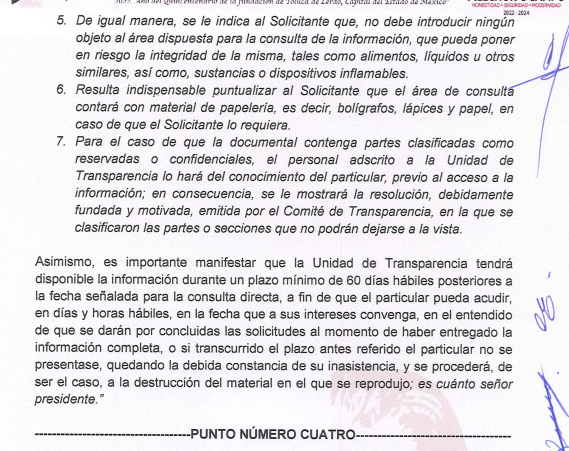 2022. Año del Quincentenario de la fundación de Toluca de Lerdo, Capital del Estado de México"
HONESTIDAD • SEGURIDAD • MODERNIDAD
2022 - 2024
5. De igual manera, se le indica al Solicitante que, no debe introducir ningún
objeto al área dispuesta para la consulta de la información, que pueda poner
en riesgo la integridad de la misma, tales como alimentos, líquidos u otros
similares, así como, sustancias o dispositivos inflamables.
6. Resulta indispensable puntualizar al Solicitante que el área de consulta
contará con material de papelería, es decir, bolígrafos, lápices y papel, en
caso de que el Solicitante lo requiera.
7. Para el caso de que la documental contenga partes clasificadas como
reservadas o confidenciales, el personal adscrito a la Unidad de
Transparencia lo hará del conocimiento del particular, previo al acceso a la
información; en consecuencia, se le mostrará la resolución, debidamente
fundada y motivada, emitida por el Comité de Transparencia, en la que se
clasificaron las partes o secciones que no podrán dejarse a la vista.
Asimismo, es importante manifestar que la Unidad de Transparencia tendrá
disponible la información durante un plazo mínimo de 60 días hábiles posteriores a
la fecha señalada para la consulta directa, a fin de que el particular pueda acudir,
en días y horas hábiles, en la fecha que a sus intereses convenga, en el entendido
de que se darán por concluidas las solicitudes al momento de haber entregado la
información completa, o si transcurrido el plazo antes referido el particular no se
presentase, quedando la debida constancia de su inasistencia, y se procederá, de
ser el caso, a la destrucción del material en el que se reprodujo; es cuánto señor
presidente."
-----------------------------------PUNTO NÚMERO CUATRO-----------------------------------